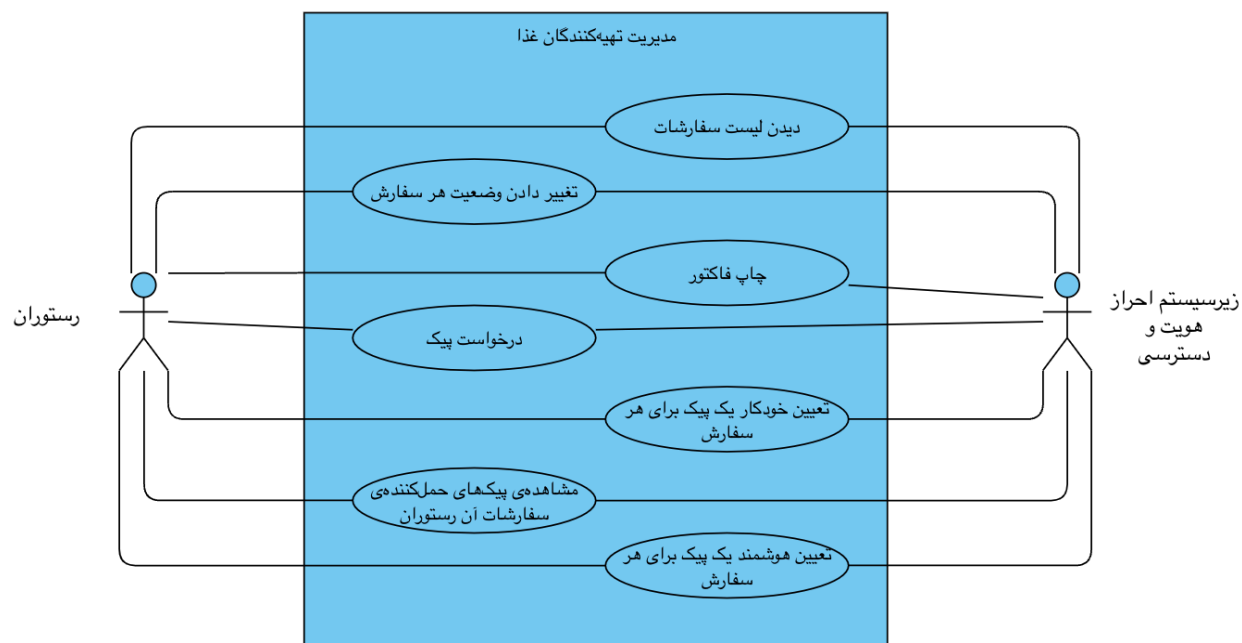 مدیریت تهیه‌کنندگان غذا
دیدن لیست سفارشات
تغییر دادن وضعیت هر سفارش
چاپ فاکتور
درخواست پیک
تعیین خودکار یک پیک برای هر
سفارش
مشاهده‌ی پیک‌های حمل‌کننده‌ی
سفارشات آن رستوران
تعیین هوشمند یک پیک برای هر
سفارش
رستوران
زیرسیستم احراز
هویت و
دسترسی